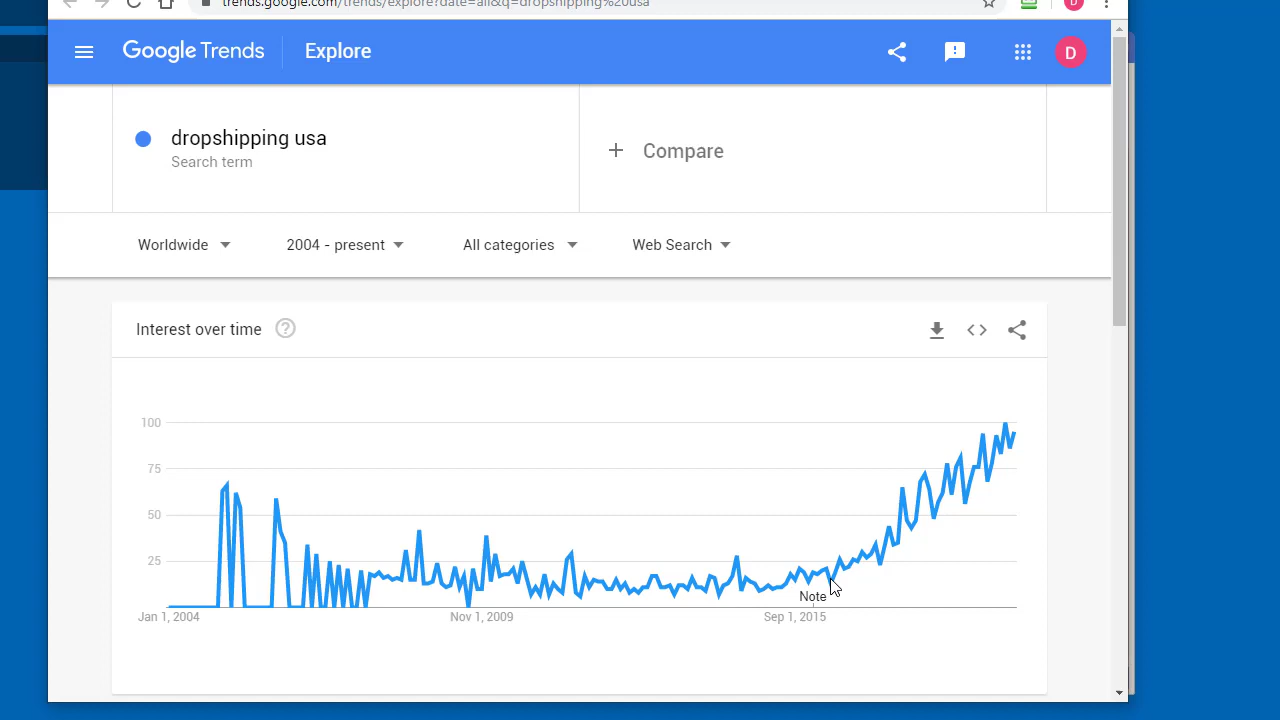 trends.google.com/trends/explore?date=all&q=dropshipping%20usa
D
Google Trends
Explore
D
dropshipping usa
Search term
+ Compare
Worldwide
2004 - present
All categories
Web Search
Interest over time
?
100
75
50
25
Note
Jan 1, 2004
Nov 1, 2009
Sep 1, 2015